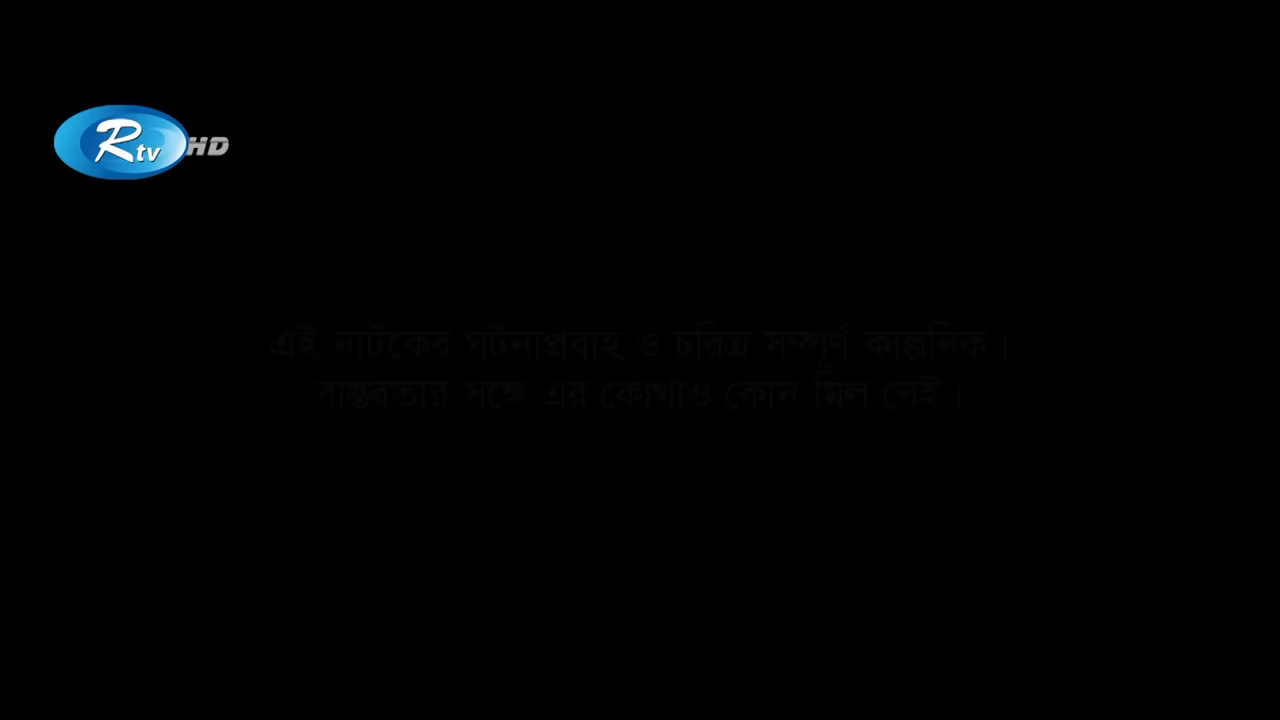 Rtv HD
এই নাটকের ঘটনাপ্রবাহ ও চরিত্র সম্পূর্ণ কাল্পনিক।
বাস্তবতার সঙ্গে এর কোথাও কোন মিল নেই।